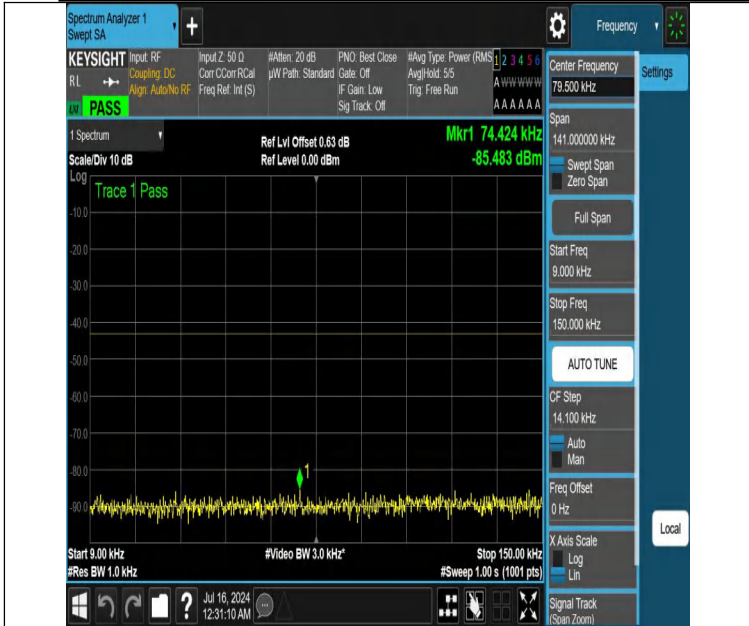 Spectrum Analyzer 1
Swept SA
Frequency
KEYSIGHT
RL
PASS
Input: RF
Coupling: DC
Align: Auto/No RF
Input Z: 50 Ω
Corr CCorr RCal
Freq Ref: Int (S)
#Atten: 20 dB
µW Path: Standard
PNO: Best Close
Gate: Off
IF Gain: Low
Sig Track: Off
#Avg Type: Power (RMS
Avg|Hold: 5/5
Trig: Free Run
1 2 3 4 5 6
A W W W W W
A A A A A A
1 Spectrum
Scale/Div 10 dB
Ref Lvl Offset 0.63 dB
Ref Level 0.00 dBm
Mkr1 74.424 kHz
-85.483 dBm
Log
Trace 1 Pass
-10.0
-20.0
-30.0
-40.0
-50.0
-60.0
-70.0
-80.0
-90.0
1
Start 9.00 kHz
#Res BW 1.0 kHz
#Video BW 3.0 kHz*
Stop 150.00 kHz
#Sweep 1.00 s (1001 pts)
Jul 16, 2024
12:31:10 AM
Center Frequency
79.500 kHz
Span
141.000000 kHz
Swept Span
Zero Span
Full Span
Start Freq
9.000 kHz
Stop Freq
150.000 kHz
AUTO TUNE
CF Step
14.100 kHz
Auto
Man
Freq Offset
0 Hz
X Axis Scale
Log
Lin
Signal Track
(Span Zoom)
Settings
Local